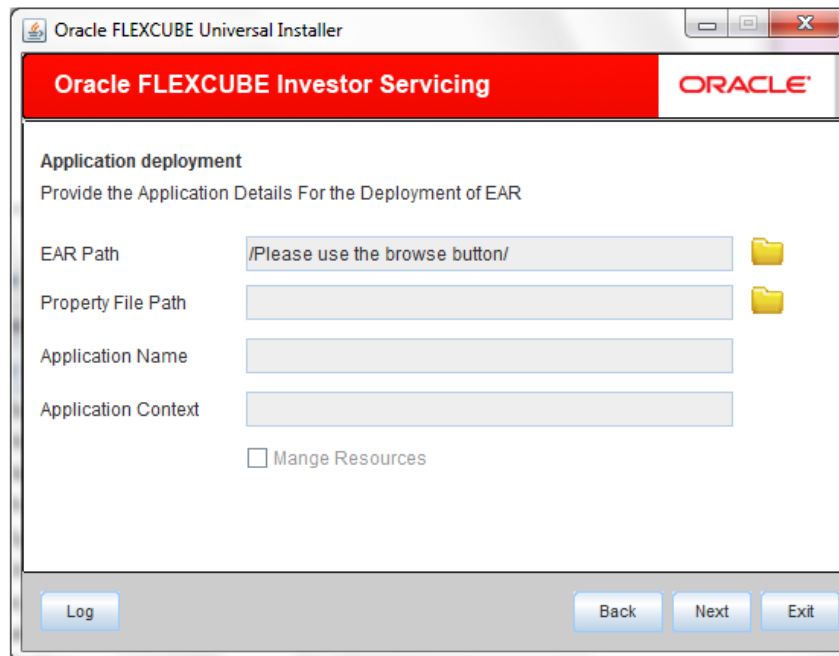 Oracle FLEXCUBE Universal Installer
Oracle FLEXCUBE Investor Servicing
ORACLE
Application deployment
Provide the Application Details For the Deployment of EAR
EAR Path
/Please use the browse button/
Property File Path
Application Name
Application Context
Mange Resources
Log
Back
Next
Exit